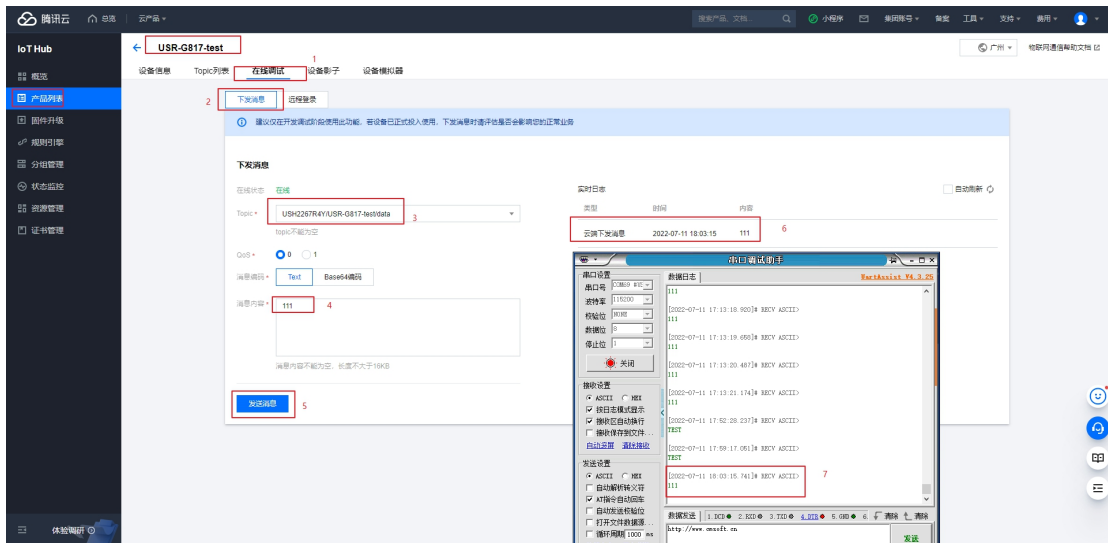 腾讯云 总览 云产品 搜索产品、文档... 小程序 集团账号 备案 工具 支持 费用
IoT Hub
概览
产品列表
固件升级
规则引擎
分组管理
状态监控
资源管理
证书管理
体验调研
USR-G817-test
广州 物联网通信帮助文档
1
设备信息 Topic列表 在线调试 设备影子 设备模拟器
2 下发消息 远程登录
建议仅在开发调试阶段使用此功能，若设备已正式投入使用，下发消息时请评估是否会影响您的正常业务
下发消息
在线状态 在线
Topic * USH2267R4Y/USR-G817-test/data 3
topic不能为空
QoS * 0 1
消息编码 * Text Base64编码
消息内容 * 111 4
消息内容不能为空，长度不大于16KB
发送消息 5
实时日志 自动刷新
类型 时间 内容
云端下发消息 2022-07-11 18:03:15 111 6
串口调试助手
串口设置
串口号 COM69
波特率 115200
校验位 NONE
数据位 8
停止位 1
关闭
接收设置
ASCII HEX
按日志模式显示
接收区自动换行
接收保存到文件...
自动滚屏 清除接收
发送设置
ASCII HEX
自动解析转义符
AT指令自动回车
自动发送校验位
打开文件数据源...
循环周期 1000 ms
数据日志 UartAssist V4.3.25
111
[2022-07-11 17:13:18.920]# RECV ASCII>
111
[2022-07-11 17:13:19.658]# RECV ASCII>
111
[2022-07-11 17:13:20.487]# RECV ASCII>
111
[2022-07-11 17:13:21.174]# RECV ASCII>
111
[2022-07-11 17:52:28.237]# RECV ASCII>
TEST
[2022-07-11 17:59:17.051]# RECV ASCII>
TEST
[2022-07-11 18:03:15.741]# RECV ASCII> 7
111
数据发送 1.DCD 2.RXD 3.TXD 4.DTR 5.GND 6. 清除 清除
http://www.cmsoft.cn
发送